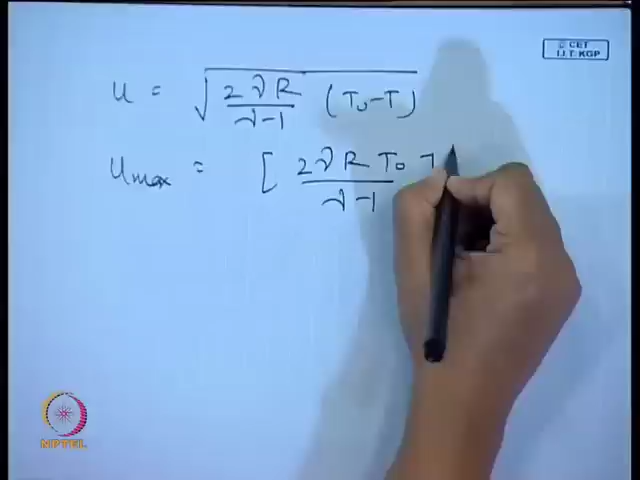 © CET
I.I.T. KGP
u = √(2γR/(γ-1) (T₀-T))
u_max = [2γRT₀/(γ-1)]
NPTEL